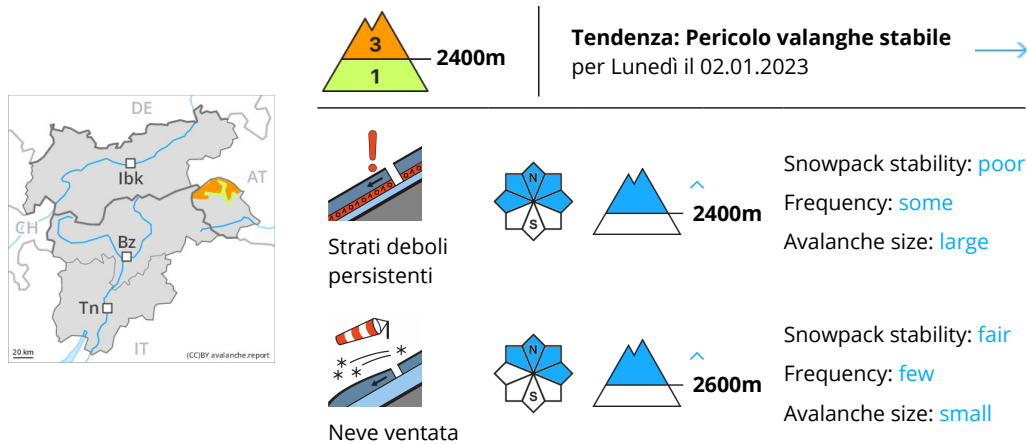 3
1
2400m
Tendenza: Pericolo valanghe stabile
per Lunedì il 02.01.2023
DE
AT
Ibk
CH
Bz
Tn
IT
20 km
(CC)BY avalanche.report
Strati deboli
persistenti
N
S
2400m
Snowpack stability: poor
Frequency: some
Avalanche size: large
Neve ventata
N
S
2600m
Snowpack stability: fair
Frequency: few
Avalanche size: small